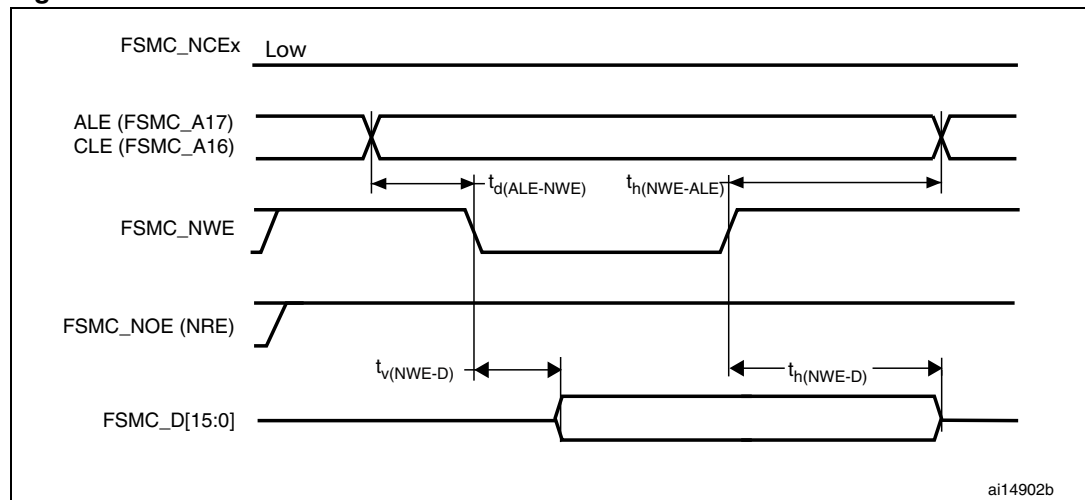 FSMC_NCEx
Low
ALE (FSMC_A17)
CLE (FSMC_A16)
td(ALE-NWE)
th(NWE-ALE)
FSMC_NWE
FSMC_NOE (NRE)
tv(NWE-D)
th(NWE-D)
FSMC_D[15:0]
ai14902b